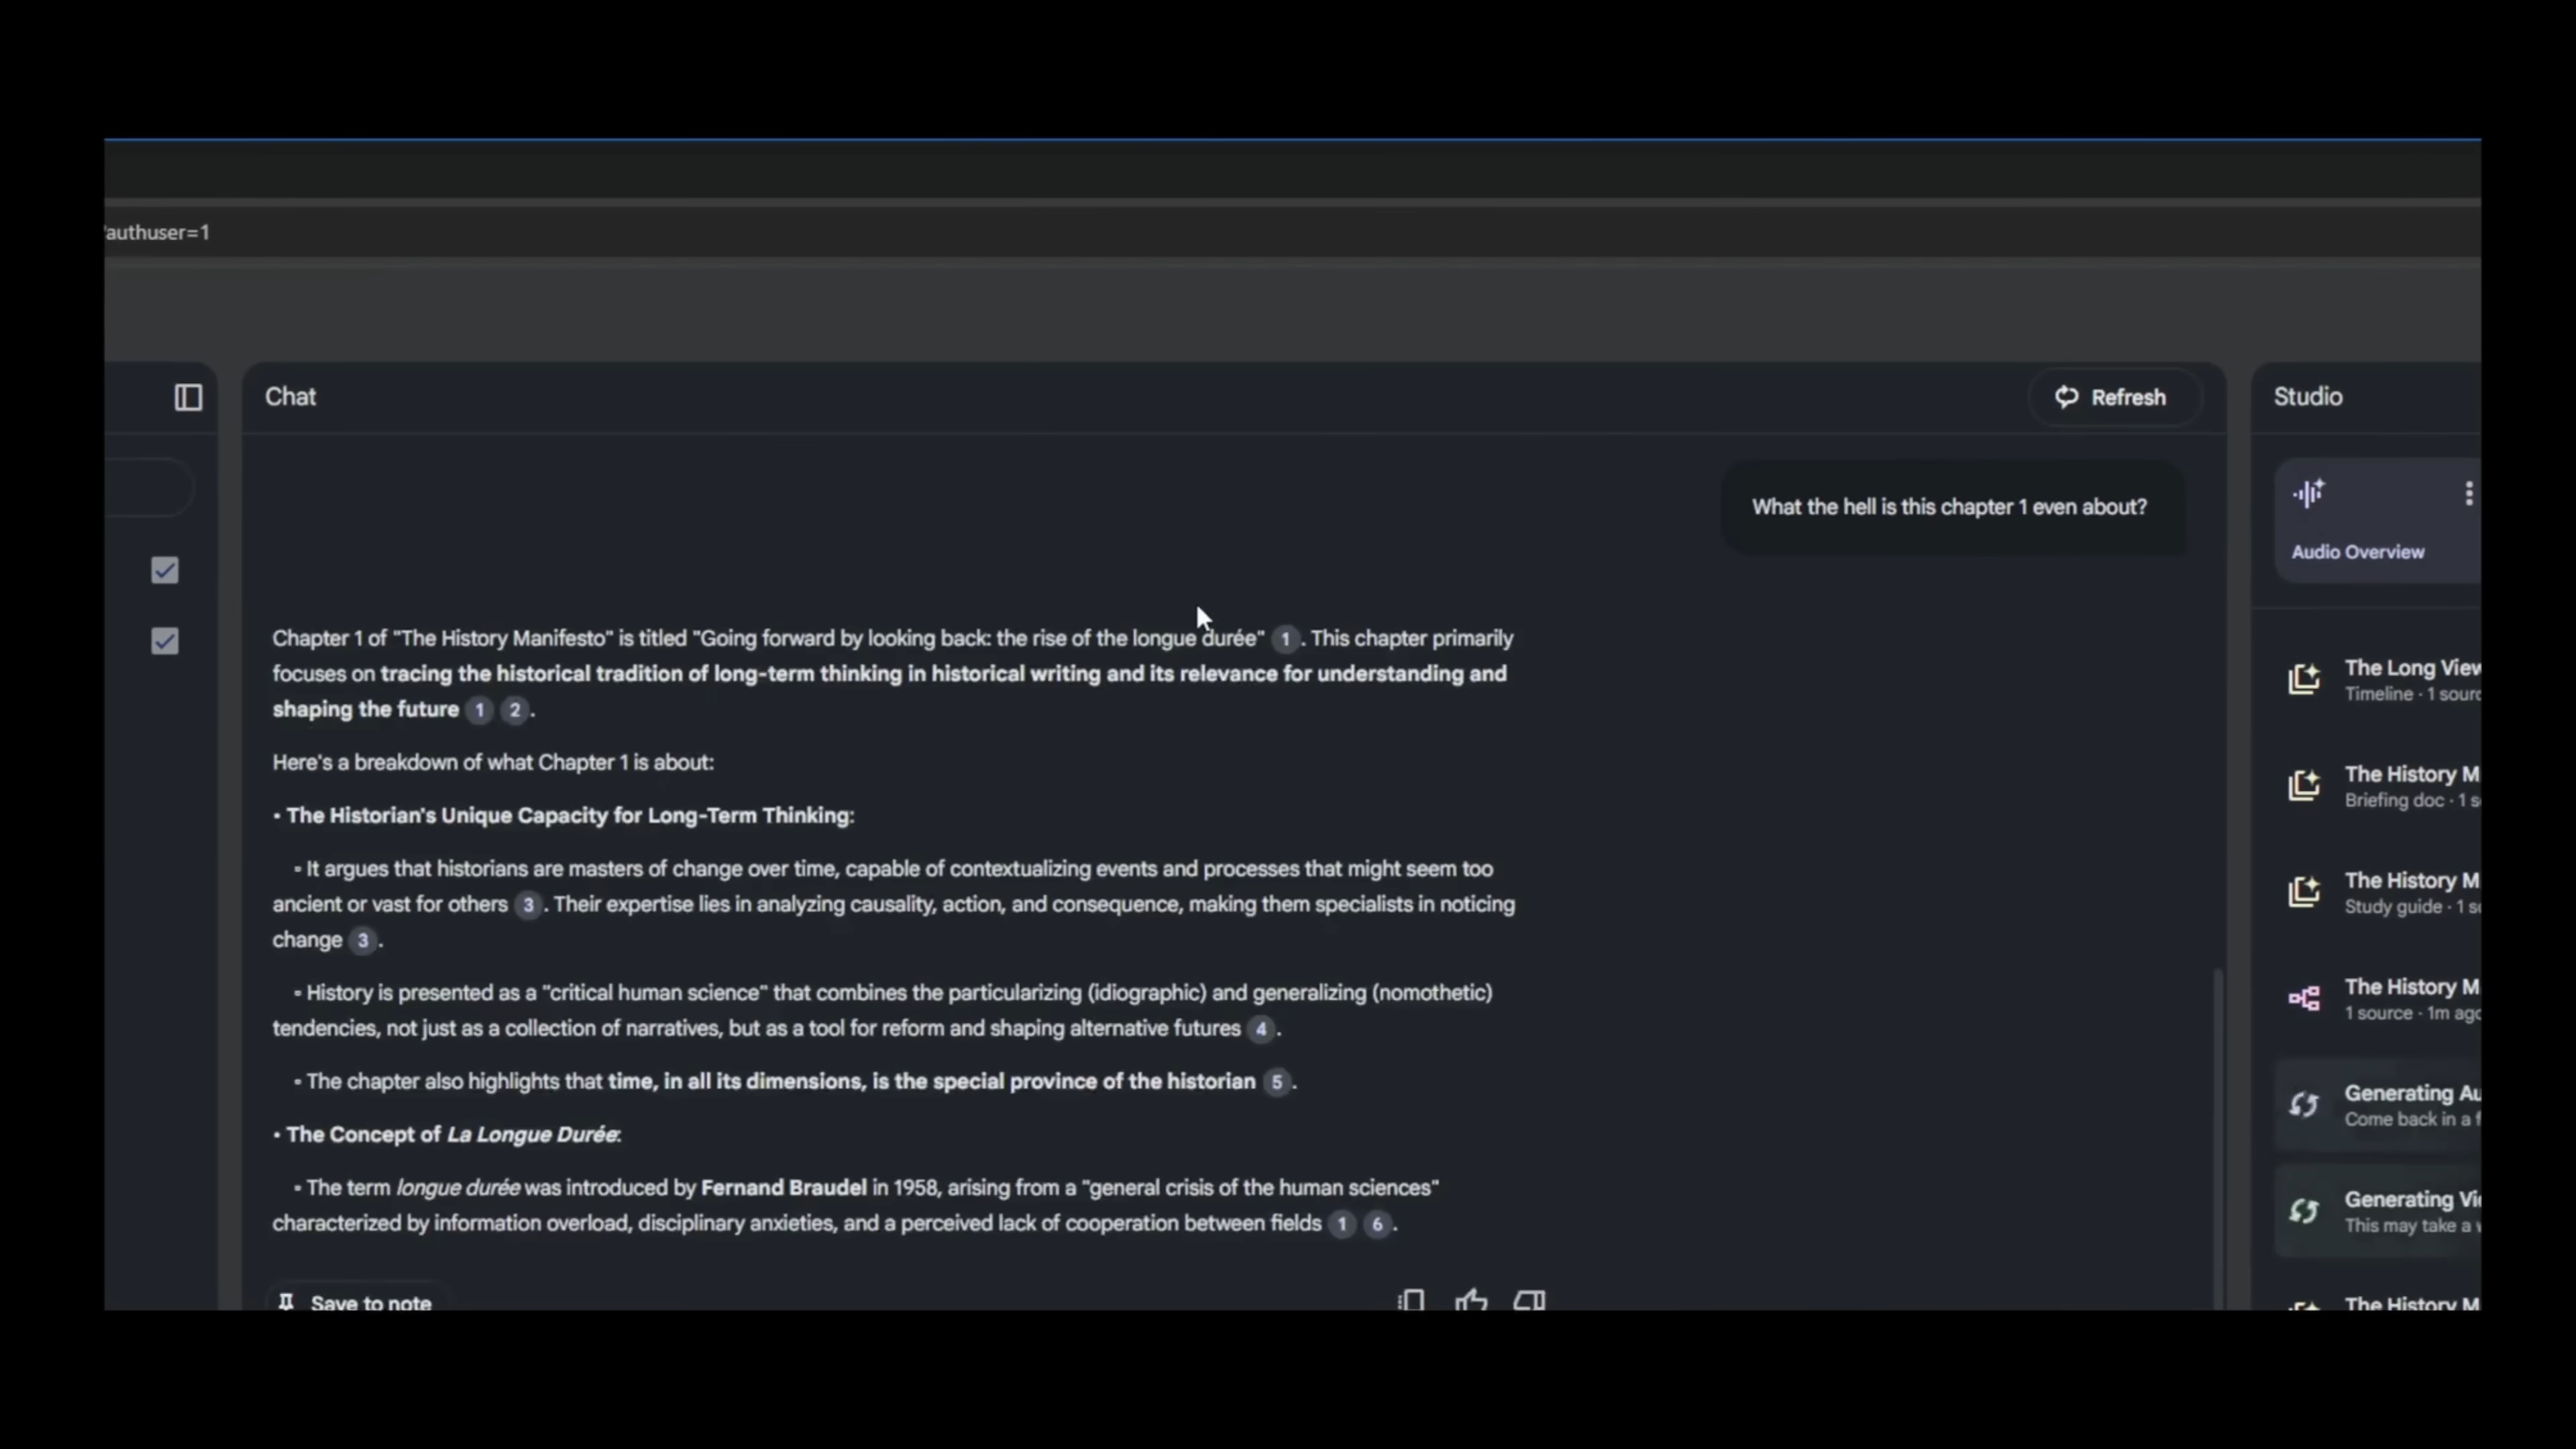 authuser=1
Chat
Refresh
What the hell is this chapter 1 even about?
Chapter 1 of "The History Manifesto" is titled "Going forward by looking back: the rise of the longue durée" 1. This chapter primarily
focuses on tracing the historical tradition of long-term thinking in historical writing and its relevance for understanding and
shaping the future 1 2.
Here's a breakdown of what Chapter 1 is about:
• The Historian's Unique Capacity for Long-Term Thinking:
◦ It argues that historians are masters of change over time, capable of contextualizing events and processes that might seem too
ancient or vast for others 3. Their expertise lies in analyzing causality, action, and consequence, making them specialists in noticing
change 3.
◦ History is presented as a "critical human science" that combines the particularizing (idiographic) and generalizing (nomothetic)
tendencies, not just as a collection of narratives, but as a tool for reform and shaping alternative futures 4.
◦ The chapter also highlights that time, in all its dimensions, is the special province of the historian 5.
• The Concept of La Longue Durée:
◦ The term longue durée was introduced by Fernand Braudel in 1958, arising from a "general crisis of the human sciences"
characterized by information overload, disciplinary anxieties, and a perceived lack of cooperation between fields 1 6.
Save to note
Studio
Audio Overview
The Long View
Timeline · 1 sourc
The History M
Briefing doc · 1 s
The History M
Study guide · 1 s
The History M
1 source · 1m ago
Generating Au
Come back in a f
Generating Vi
This may take a
The History M